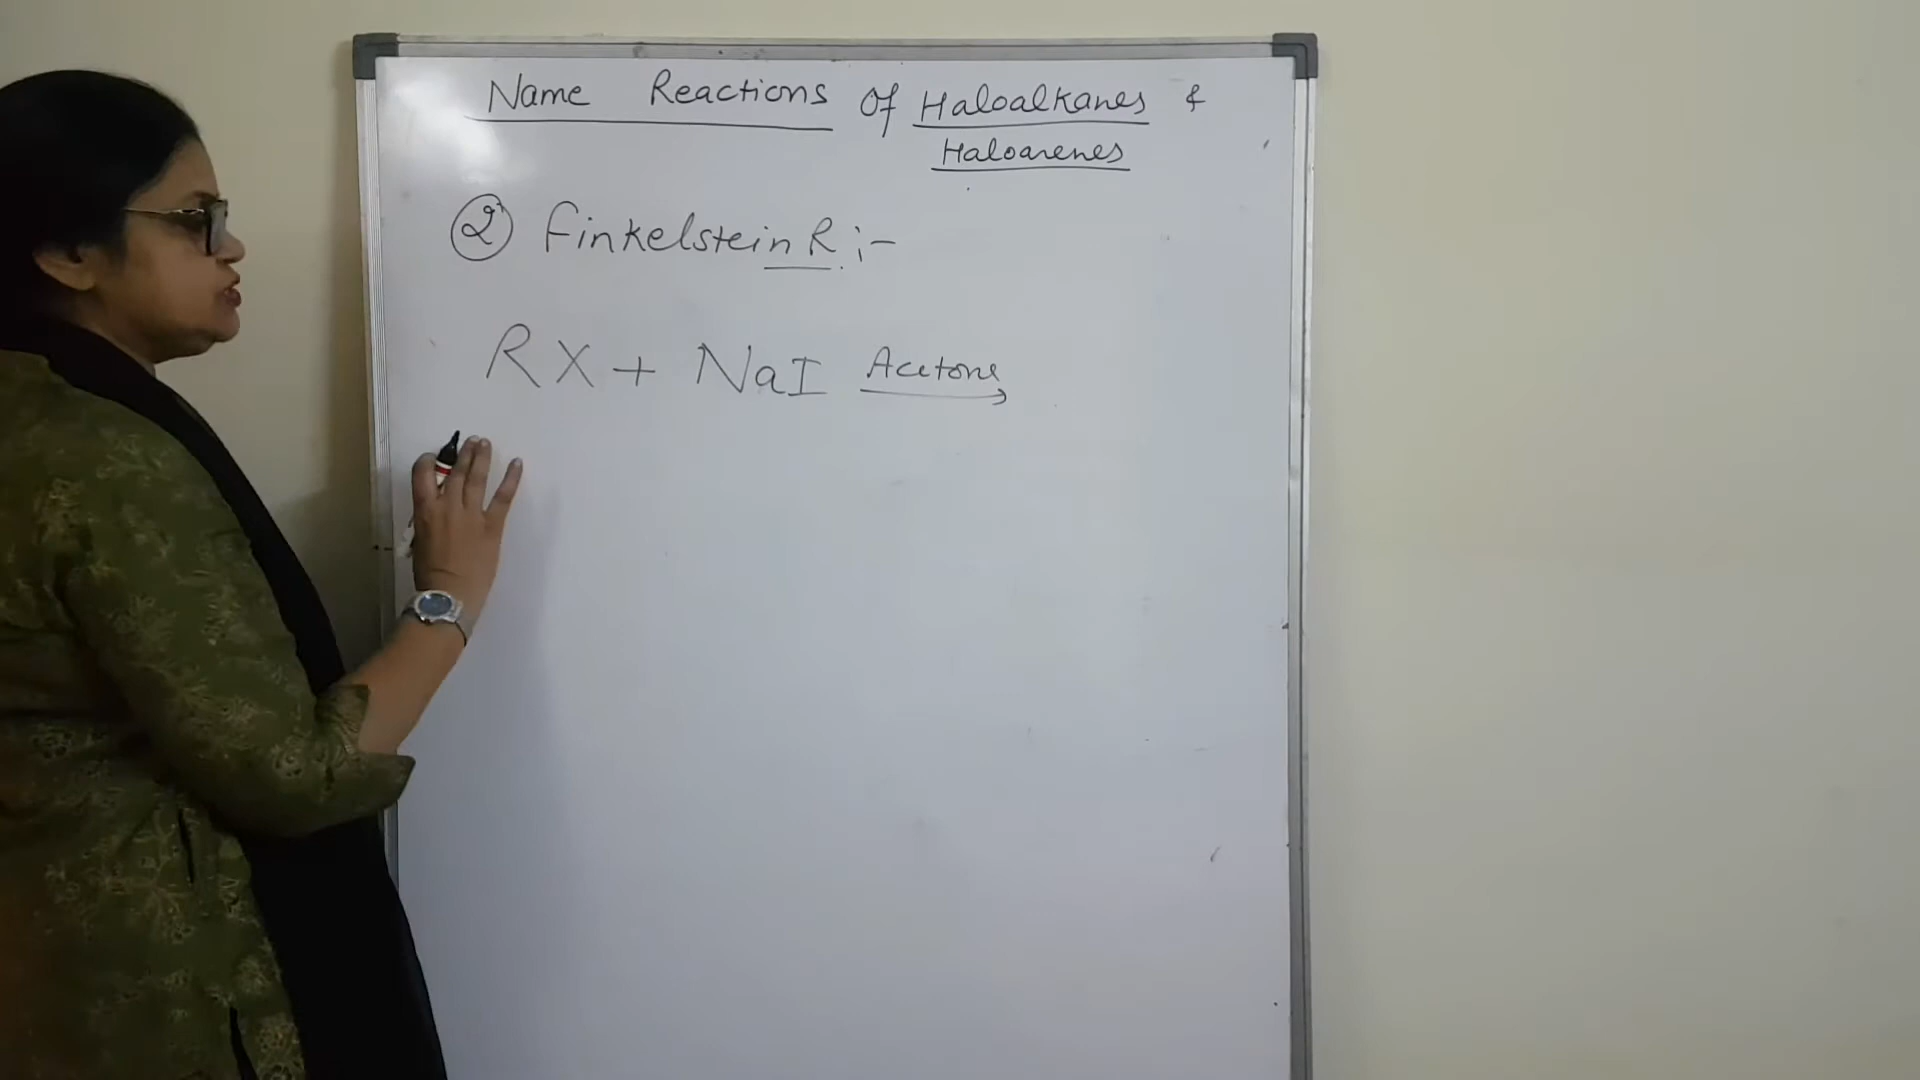 Name Reactions Of Haloalkanes &
Haloarenes
② Finkelstein R :-
RX + NaI Acetone →